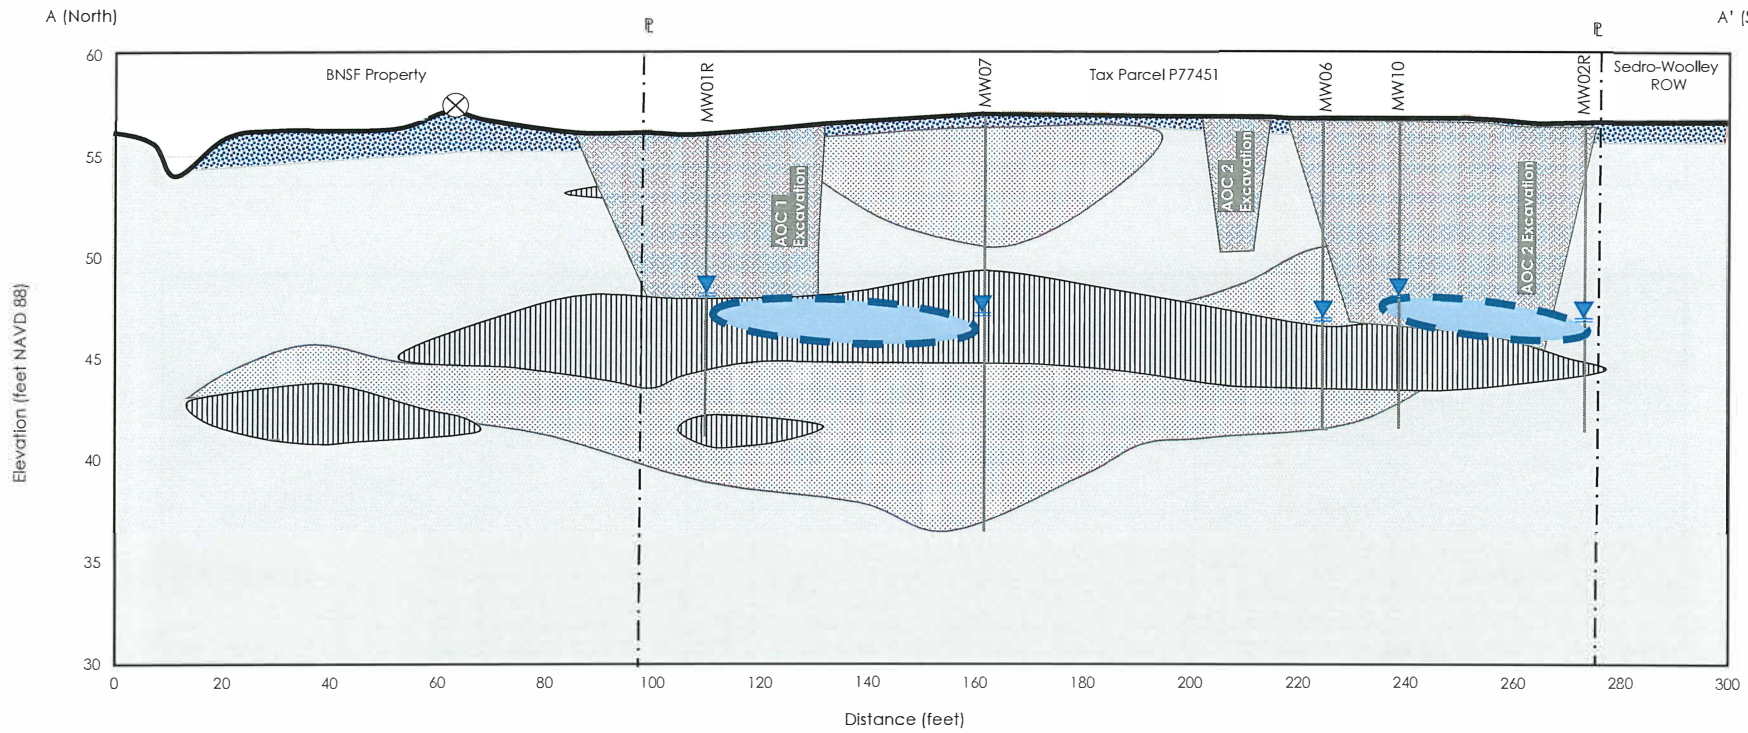 A (North)
A' (S
℄
℄
60
55
50
45
40
35
30
Elevation (feet NAVD 88)
BNSF Property
MW01R
MW07
Tax Parcel P77451
MW06
MW10
MW02R
Sedro-Woolley
ROW
AOC 1
Excavation
AOC 2
Excavation
AOC 2 Excavation
0
20
40
60
80
100
120
140
160
180
200
220
240
260
280
300
Distance (feet)